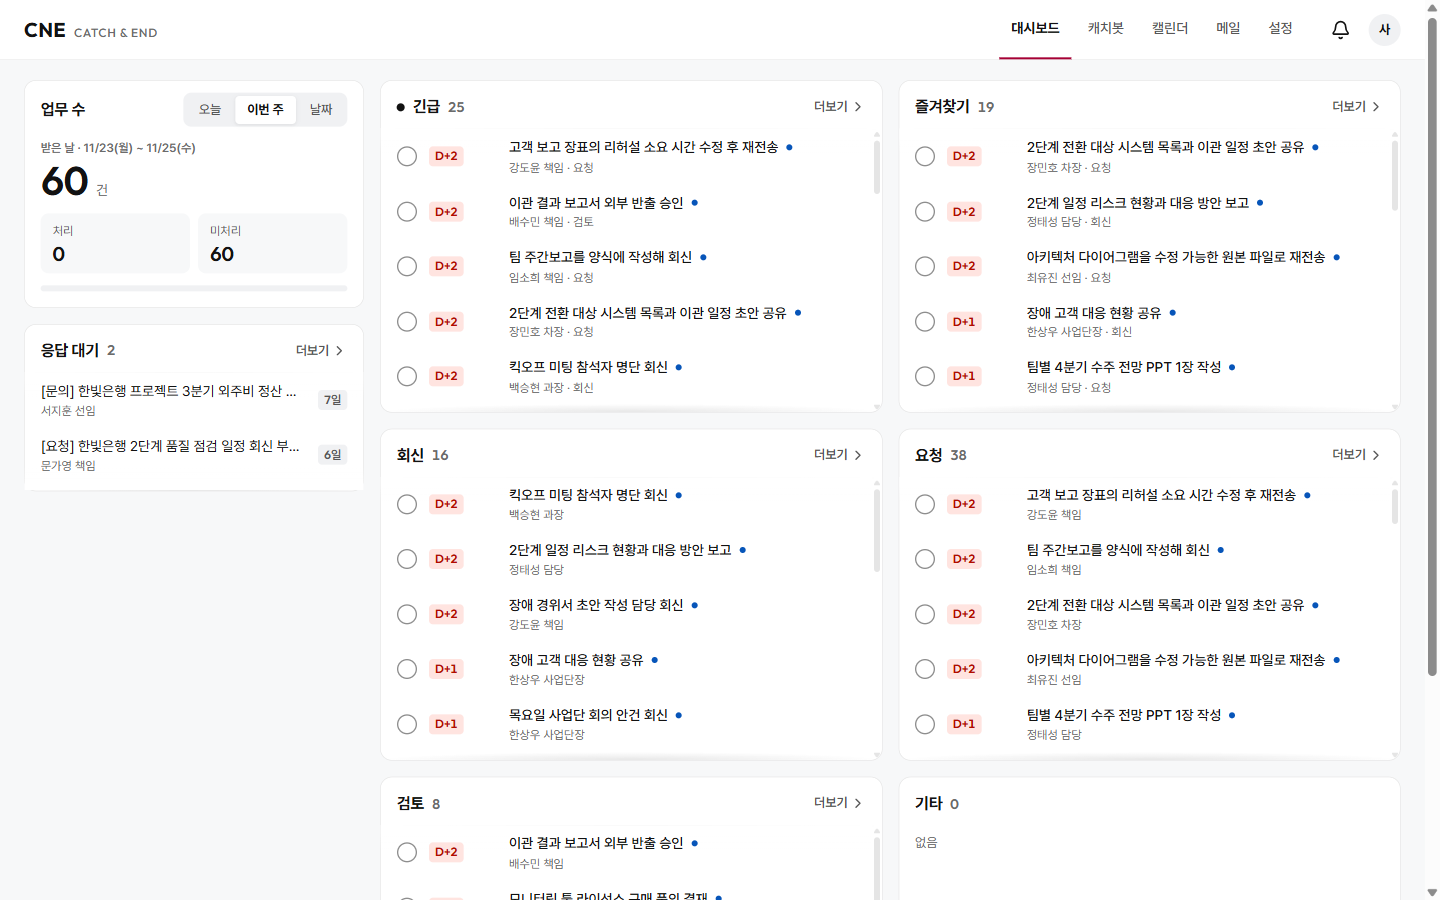 CNE CATCH & END
대시보드
캐치봇
캘린더
메일
설정
사
업무 수
오늘
이번 주
날짜
받은 날 · 11/23(월) ~ 11/25(수)
60 건
처리
0
미처리
60
응답 대기 2
더보기
[문의] 한빛은행 프로젝트 3분기 외주비 정산 ...
서지훈 선임
7일
[요청] 한빛은행 2단계 품질 점검 일정 회신 부...
문가영 책임
6일
긴급 25
더보기
D+2
고객 보고 장표의 리허설 소요 시간 수정 후 재전송
강도윤 책임 · 요청
D+2
이관 결과 보고서 외부 반출 승인
배수민 책임 · 검토
D+2
팀 주간보고를 양식에 작성해 회신
임소희 책임 · 요청
D+2
2단계 전환 대상 시스템 목록과 이관 일정 초안 공유
장민호 차장 · 요청
D+2
킥오프 미팅 참석자 명단 회신
백승현 과장 · 회신
즐겨찾기 19
더보기
D+2
2단계 전환 대상 시스템 목록과 이관 일정 초안 공유
장민호 차장 · 요청
D+2
2단계 일정 리스크 현황과 대응 방안 보고
정태성 담당 · 회신
D+2
아키텍처 다이어그램을 수정 가능한 원본 파일로 재전송
최유진 선임 · 요청
D+1
장애 고객 대응 현황 공유
한상우 사업단장 · 회신
D+1
팀별 4분기 수주 전망 PPT 1장 작성
정태성 담당 · 요청
회신 16
더보기
D+2
킥오프 미팅 참석자 명단 회신
백승현 과장
D+2
2단계 일정 리스크 현황과 대응 방안 보고
정태성 담당
D+2
장애 경위서 초안 작성 담당 회신
강도윤 책임
D+1
장애 고객 대응 현황 공유
한상우 사업단장
D+1
목요일 사업단 회의 안건 회신
한상우 사업단장
요청 38
더보기
D+2
고객 보고 장표의 리허설 소요 시간 수정 후 재전송
강도윤 책임
D+2
팀 주간보고를 양식에 작성해 회신
임소희 책임
D+2
2단계 전환 대상 시스템 목록과 이관 일정 초안 공유
장민호 차장
D+2
아키텍처 다이어그램을 수정 가능한 원본 파일로 재전송
최유진 선임
D+1
팀별 4분기 수주 전망 PPT 1장 작성
정태성 담당
검토 8
더보기
D+2
이관 결과 보고서 외부 반출 승인
배수민 책임
모니터링 툴 라이선스 구매 품의 결재
기타 0
없음